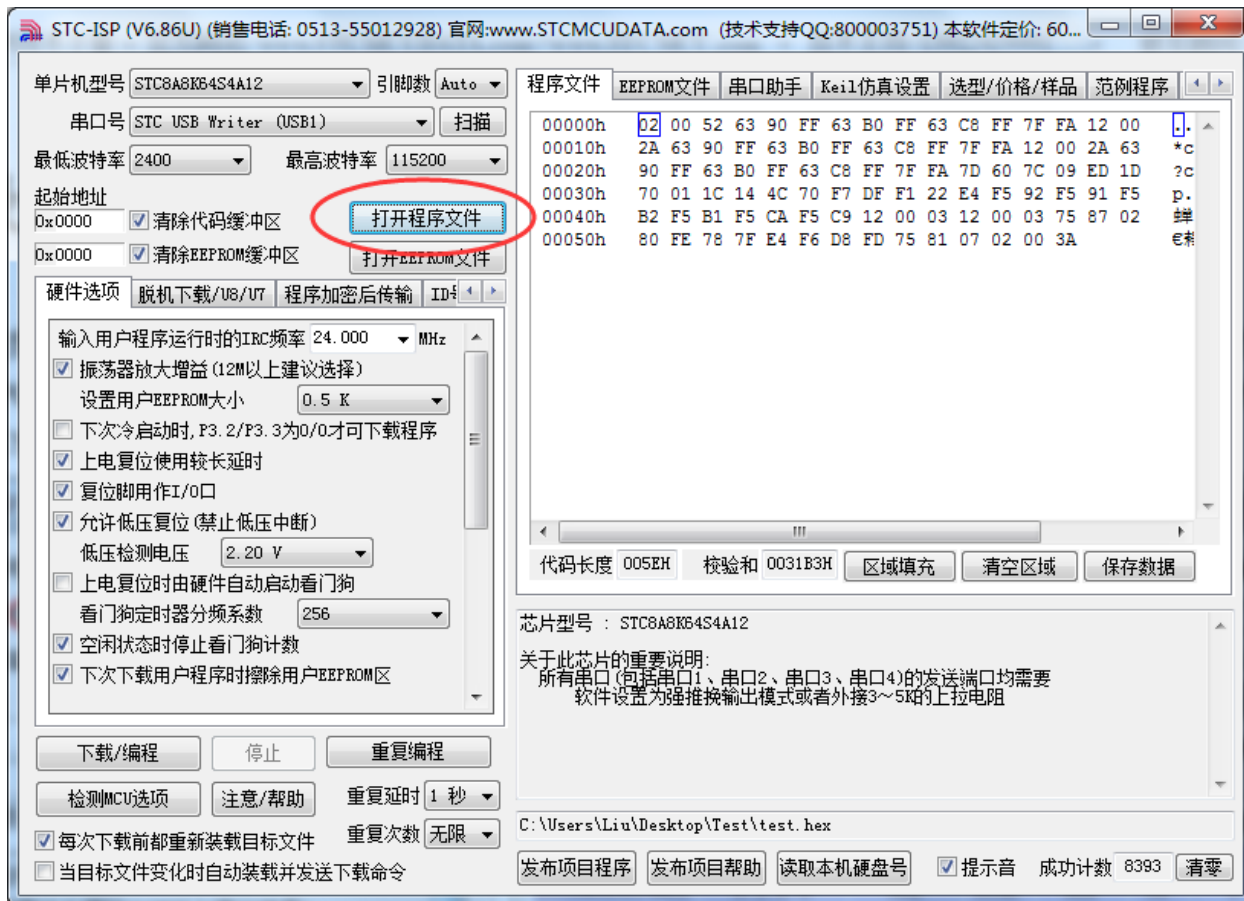 STC-ISP (V6.86U) (销售电话: 0513-55012928) 官网:www.STCMCUDATA.com (技术支持QQ:800003751) 本软件定价: 60...
单片机型号 STC8A8K64S4A12 引脚数 Auto
串口号 STC USB Writer (USB1) 扫描
最低波特率 2400 最高波特率 115200
起始地址
0x0000 清除代码缓冲区 打开程序文件
0x0000 清除EEPROM缓冲区 打开EEPROM文件
硬件选项 脱机下载/U8/U7 程序加密后传输
输入用户程序运行时的IRC频率 24.000 MHz
振荡器放大增益(12M以上建议选择)
设置用户EEPROM大小 0.5 K
下次冷启动时,P3.2/P3.3为0/0才可下载程序
上电复位使用较长延时
复位脚用作I/O口
允许低压复位(禁止低压中断)
低压检测电压 2.20 V
上电复位时由硬件自动启动看门狗
看门狗定时器分频系数 256
空闲状态时停止看门狗计数
下次下载用户程序时擦除用户EEPROM区
下载/编程 停止 重复编程
检测MCU选项 注意/帮助 重复延时 1 秒
每次下载前都重新装载目标文件 重复次数 无限
当目标文件变化时自动装载并发送下载命令
程序文件 EEPROM文件 串口助手 Keil仿真设置 选型/价格/样品 范例程序
00000h 02 00 52 63 90 FF 63 B0 FF 63 C8 FF 7F FA 12 00 ..
00010h 2A 63 90 FF 63 B0 FF 63 C8 FF 7F FA 12 00 2A 63 *c
00020h 90 FF 63 B0 FF 63 C8 FF 7F FA 7D 60 7C 09 ED 1D ?c
00030h 70 01 1C 14 4C 70 F7 DF F1 22 E4 F5 92 F5 91 F5 p.
00040h B2 F5 B1 F5 CA F5 C9 12 00 03 12 00 03 75 87 02 蝉
00050h 80 FE 78 7F E4 F6 D8 FD 75 81 07 02 00 3A
代码长度 005EH 校验和 0031B3H 区域填充 清空区域 保存数据
芯片型号 : STC8A8K64S4A12
关于此芯片的重要说明:
所有串口(包括串口1、串口2、串口3、串口4)的发送端口均需要
软件设置为强推挽输出模式或者外接3～5K的上拉电阻
C:\Users\Liu\Desktop\Test\test.hex
发布项目程序 发布项目帮助 读取本机硬盘号 提示音 成功计数 8393 清零